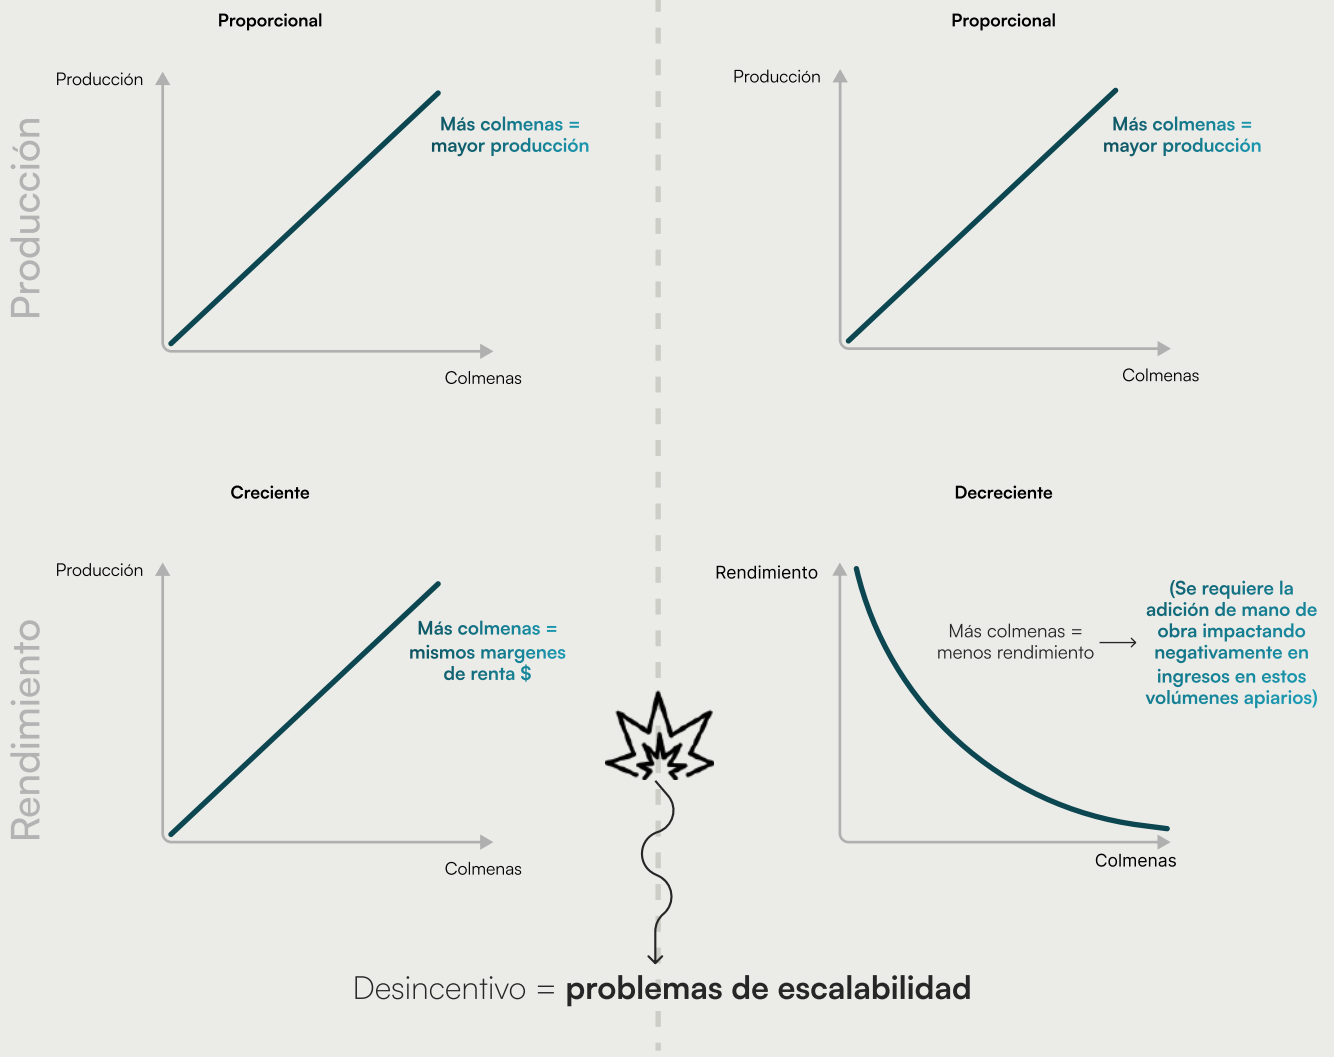 Proporcional
Proporcional
Producción
Producción
Producción
Más colmenas =
mayor producción
Más colmenas =
mayor producción
Colmenas
Colmenas
Creciente
Decreciente
Rendimiento
Producción
Más colmenas =
mismos margenes
de renta $
Colmenas
Rendimiento
Más colmenas =
menos rendimiento
(Se requiere la
adición de mano de
obra impactando
negativamente en
ingresos en estos
volúmenes apiarios)
Colmenas
Desincentivo = problemas de escalabilidad